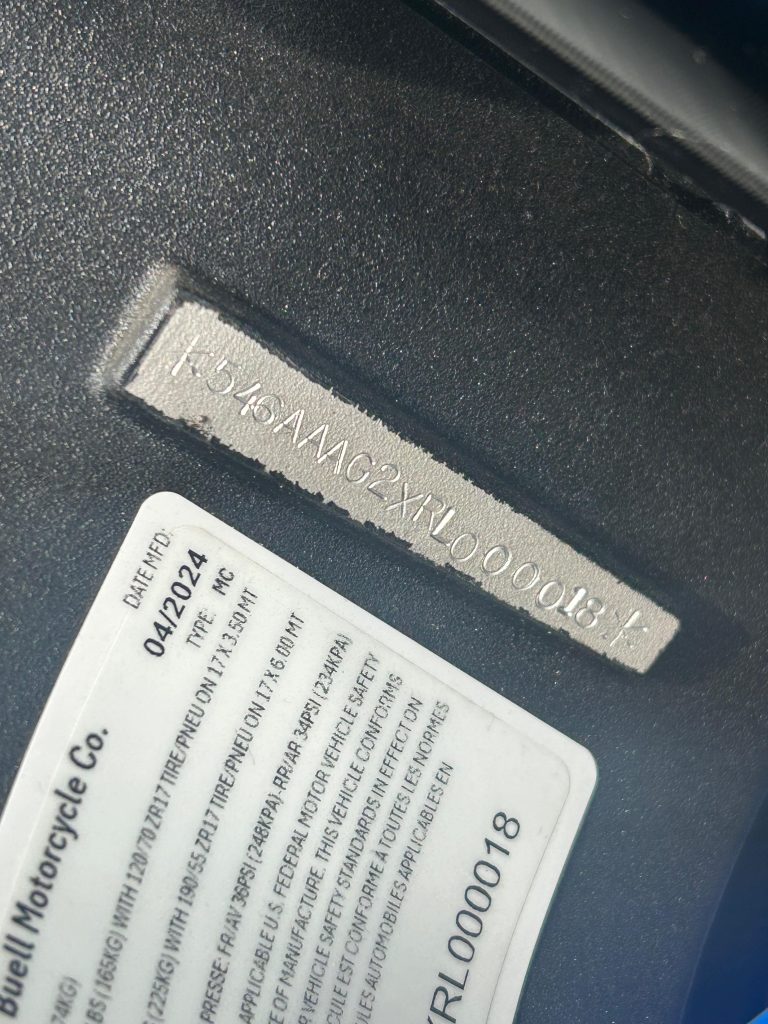 *546AAAG2XRL000018*
DATE MFD:
04/2024
TYPE: MC
Buell Motorcycle Co.
BS (165KG) WITH 120/70 ZR17 TIRE/PNEU ON 17 X 3.50 MT
(225KG) WITH 190/55 ZR17 TIRE/PNEU ON 17 X 6.00 MT
PRESSE: FR/AV 36PSI (248KPA)-RR/AR 34PSI (234KPA)
APPLICABLE U.S. FEDERAL MOTOR VEHICLE SAFETY
E OF MANUFACTURE. THIS VEHICLE CONFORMS
R VEHICLE SAFETY STANDARDS IN EFFECT ON
CULE EST CONFORME À TOUTES LES NORMES
ULES AUTOMOBILES APPLICABLES EN
XRL000018